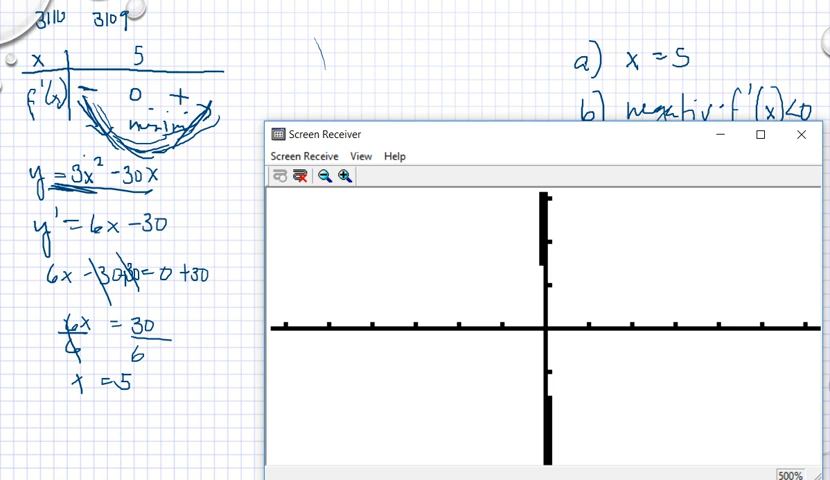 3110 3109
x 5
f'(x) - 0 +
minimi
y = 3x² - 30x
y' = 6x - 30
6x - 30 + 30 = 0 + 30
6x = 30
6 6
x = 5
a) x = 5
b) negativ. f'(x) < 0
Screen Receiver
Screen Receive View Help
500%